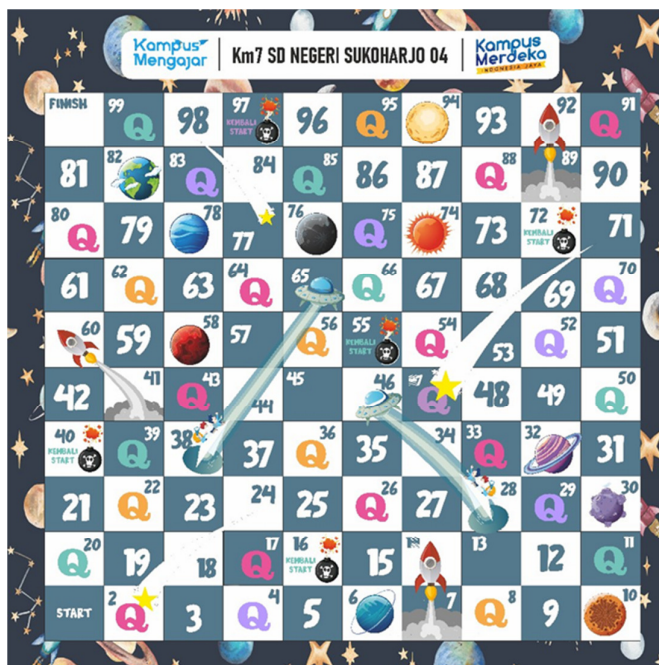 Kampus
Mengajar
Km7 SD NEGERI SUKOHARJO 04
Kampus
Merdeka
INDONESIA JAYA
FINISH 99 Q 98 97 KEMBALI START 96 95 Q 94 93 92 91 Q
81 82 83 Q 84 85 Q 86 87 88 Q 89 90
80 Q 79 78 77 76 75 Q 74 73 72 KEMBALI START 71
61 62 Q 63 64 Q 65 66 Q 67 68 69 70 Q
60 59 58 57 56 Q 55 KEMBALI START 54 Q 53 52 Q 51
42 41 43 Q 44 45 46 Q 48 49 50 Q
40 KEMBALI START 39 Q 38 37 36 Q 35 34 33 Q 32 31
21 22 Q 23 24 25 26 Q 27 28 29 Q 30
20 Q 19 18 17 Q 16 KEMBALI START 15 13 12 11 Q
START 2 Q 3 4 Q 5 6 7 8 Q 9 10